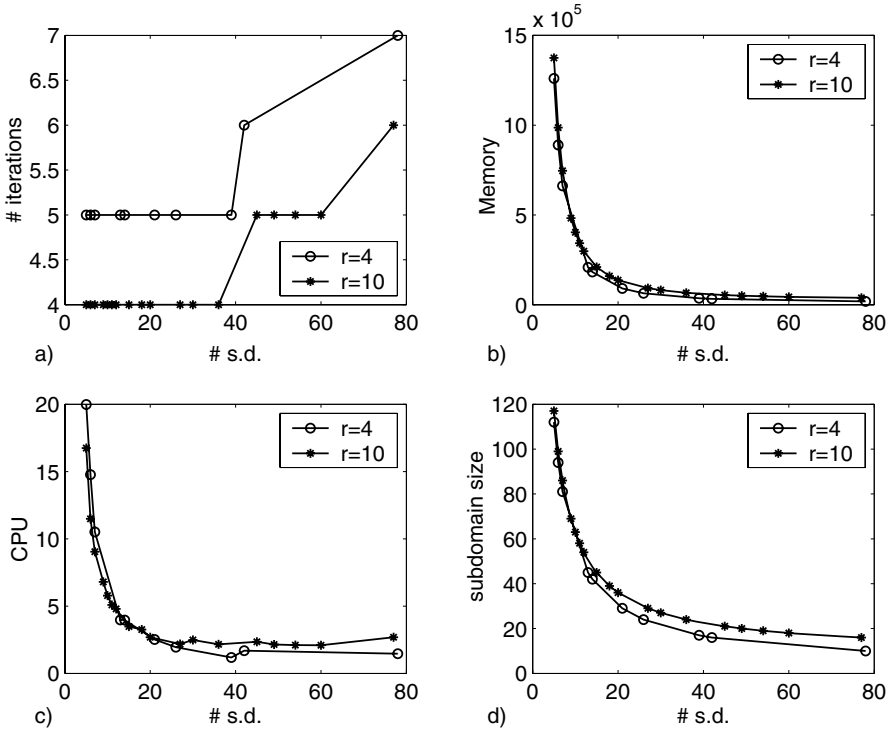 7
6.5
6
5.5
5
4.5
4
# iterations
0 20 40 60 80
# s.d.
a)
r=4
r=10
x 10^5
15
10
5
0
Memory
0 20 40 60 80
# s.d.
b)
r=4
r=10
20
15
10
5
0
CPU
0 20 40 60 80
# s.d.
c)
r=4
r=10
120
100
80
60
40
20
0
subdomain size
0 20 40 60 80
# s.d.
d)
r=4
r=10